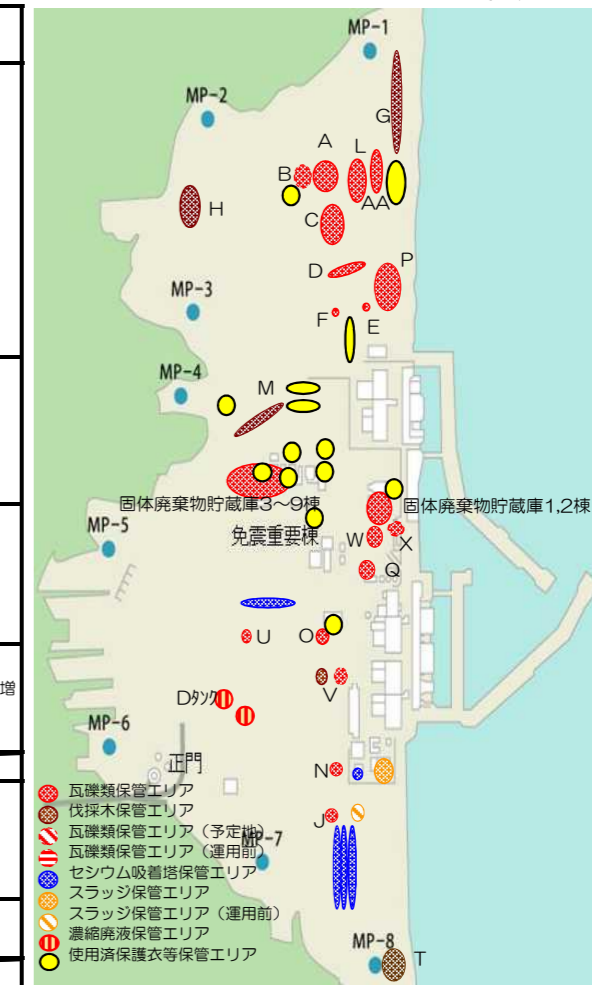 MP-1
MP-2
G
A
L
B
AA
H
C
D
P
MP-3
F
E
MP-4
M
固体廃棄物貯蔵庫3~9棟
固体廃棄物貯蔵庫1,2棟
MP-5
免震重要棟
W
X
Q
U
O
増
V
Dタンク
MP-6
正門
N
瓦礫類保管エリア
伐採木保管エリア
J
瓦礫類保管エリア(予定地)
瓦礫類保管エリア(運用前)
MP-7
セシウム吸着塔保管エリア
スラッジ保管エリア
スラッジ保管エリア(運用前)
濃縮廃液保管エリア
使用済保護衣等保管エリア
MP-8
T